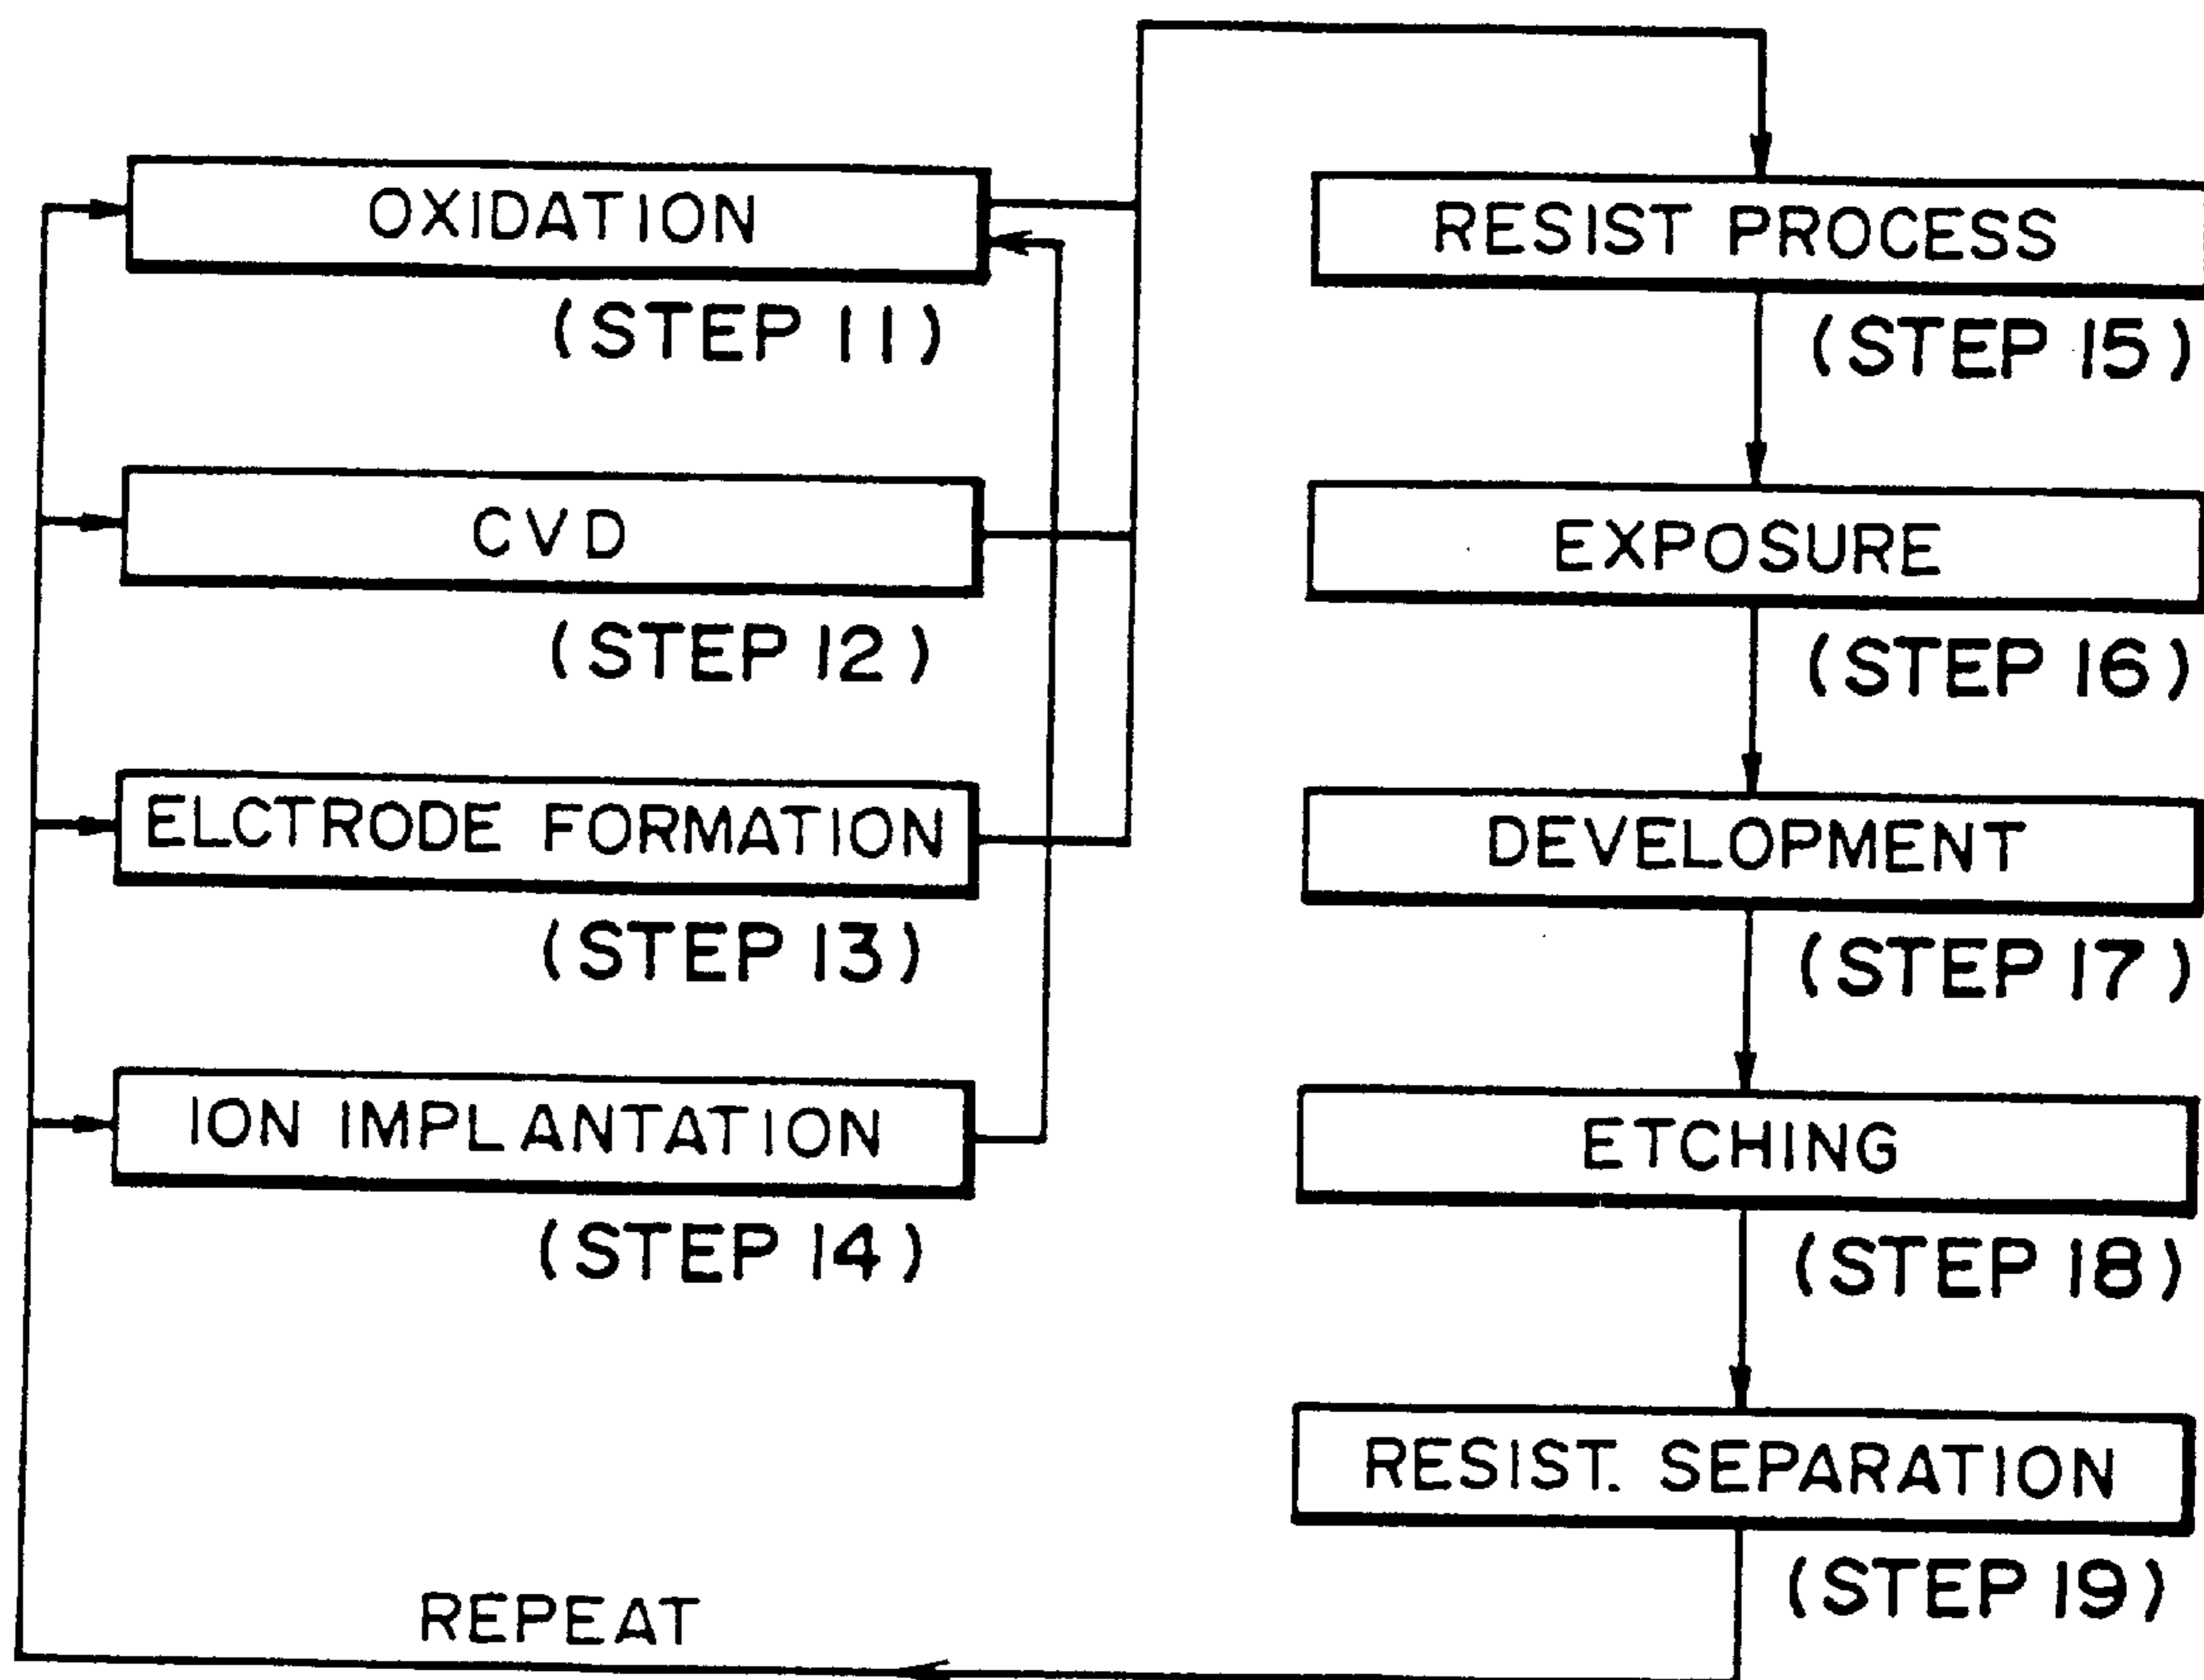 OXIDATION
(STEP 11)
CVD
(STEP 12)
ELCTRODE FORMATION
(STEP 13)
ION IMPLANTATION
(STEP 14)
RESIST PROCESS
(STEP 15)
EXPOSURE
(STEP 16)
DEVELOPMENT
(STEP 17)
ETCHING
(STEP 18)
RESIST. SEPARATION
(STEP 19)
REPEAT